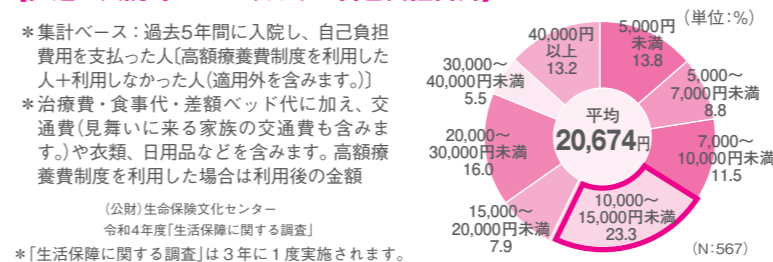 ＊集計ベース：過去5年間に入院し、自己負担
費用を支払った人〔高額療養費制度を利用した
人＋利用しなかった人（適用外を含みます。）〕
＊治療費・食事代・差額ベッド代に加え、交
通費（見舞いに来る家族の交通費も含みま
す。）や衣類、日用品などを含みます。高額療
養費制度を利用した場合は利用後の金額
（公財）生命保険文化センター
令和4年度「生活保障に関する調査」
＊「生活保障に関する調査」は３年に１度実施されます。
（単位：％）
5,000円
未満
13.8
5,000～
7,000円未満
8.8
7,000～
10,000円未満
11.5
10,000～
15,000円未満
23.3
15,000～
20,000円未満
7.9
20,000～
30,000円未満
16.0
30,000～
40,000円未満
5.5
40,000円
以上
13.2
平均
20,674円
（N：567）